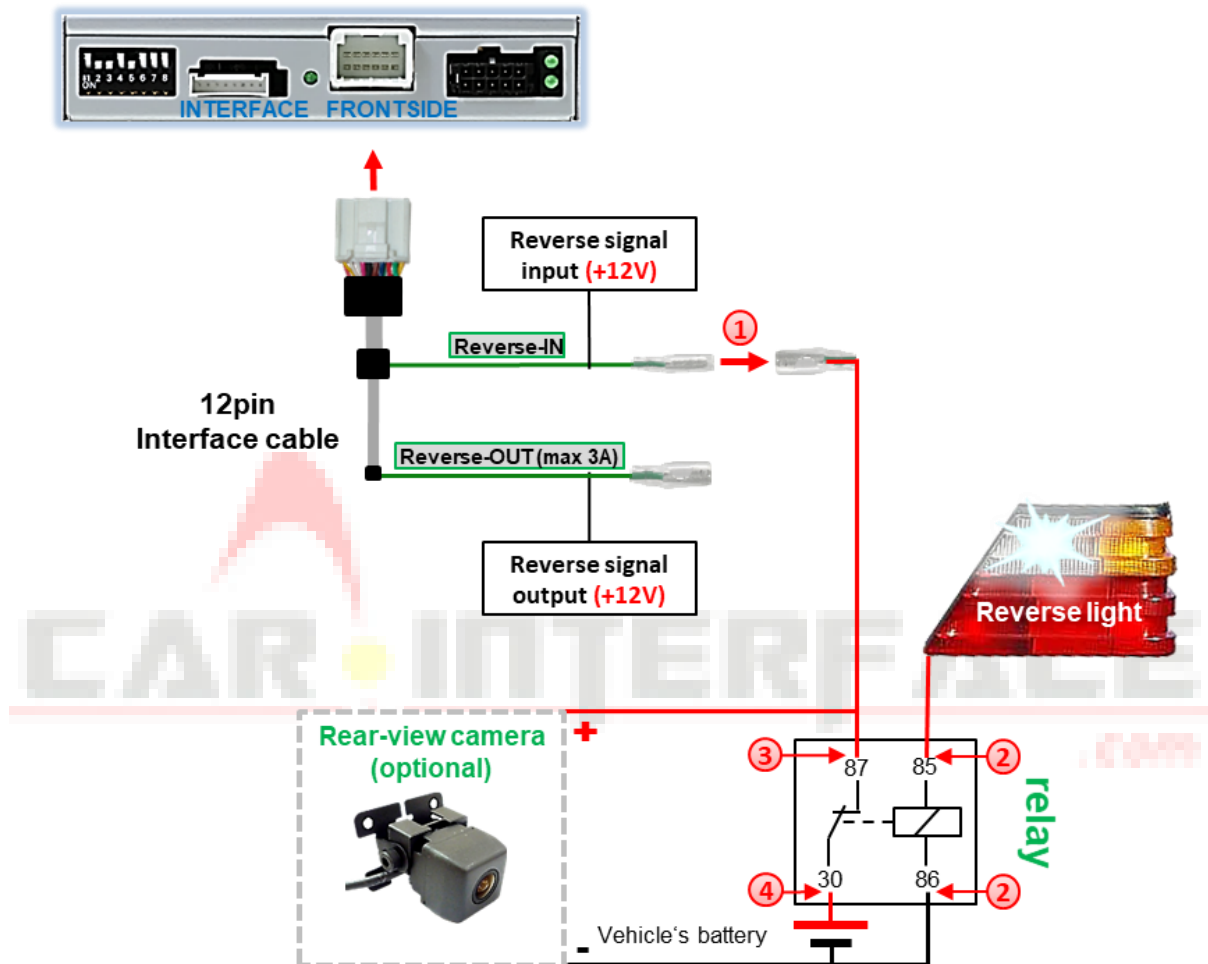 1 2 3 4 5 6 7 8
ON
INTERFACE FRONTSIDE
Reverse signal
input (+12V)
1
Reverse-IN
12pin
Interface cable
Reverse-OUT (max 3A)
Reverse signal
output (+12V)
Reverse light
CAR INTERFACE
.com
Rear-view camera
(optional)
+
3
87
85
2
relay
4
30
86
2
- Vehicle‘s battery